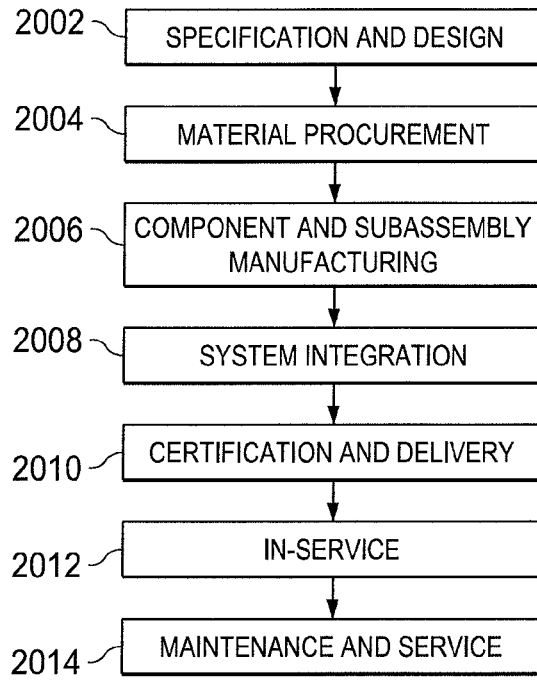 2002 SPECIFICATION AND DESIGN
2004 MATERIAL PROCUREMENT
2006 COMPONENT AND SUBASSEMBLY
MANUFACTURING
2008 SYSTEM INTEGRATION
2010 CERTIFICATION AND DELIVERY
2012 IN-SERVICE
2014 MAINTENANCE AND SERVICE